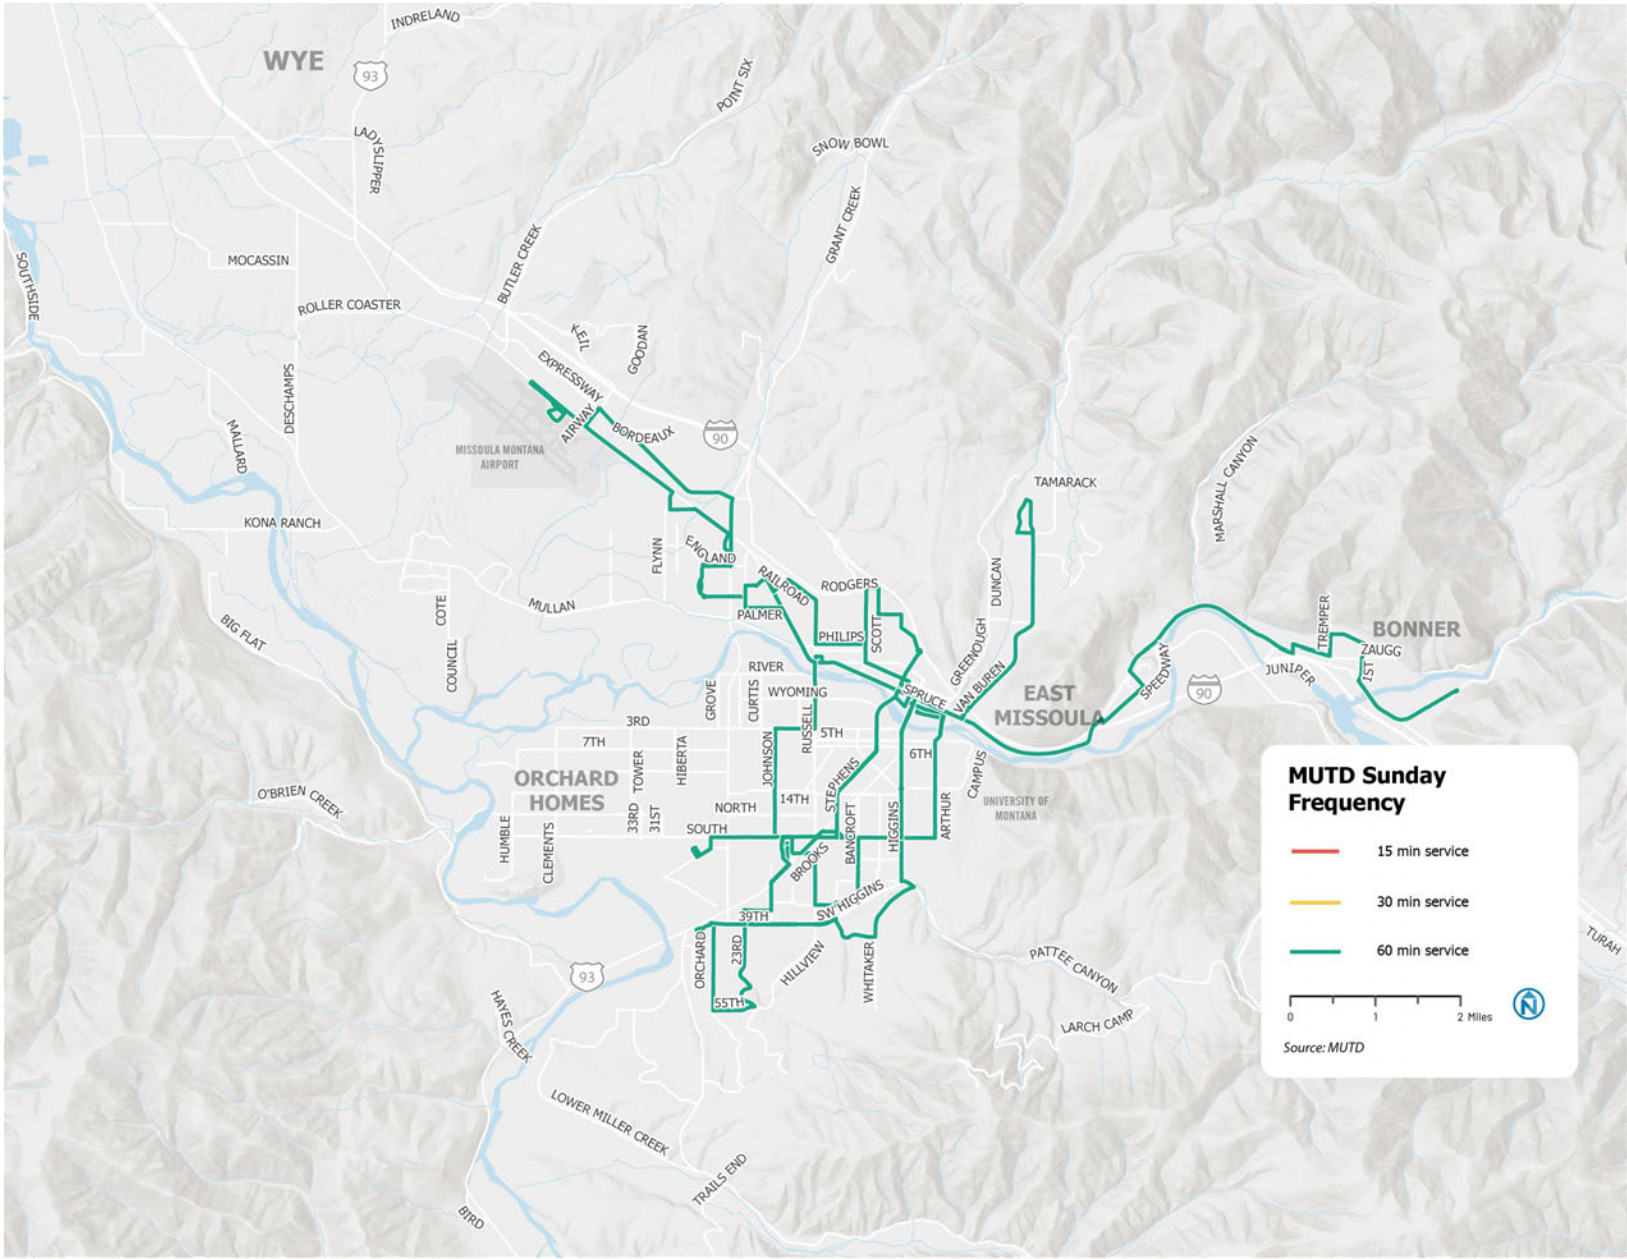 INDRELAND
WYE
93
POINT SIX
LADYSLIPPER
SNOW BOWL
GRANT CREEK
BUTLER CREEK
MOCASSIN
SOUTHSIDE
ROLLER COASTER
KEIL
GOODAN
EXPRESSWAY
DESCHAMPS
AIRWAY
BORDEAUX
90
MALLARD
MISSOULA MONTANA
AIRPORT
MARSHALL CANYON
TAMARACK
KONA RANCH
FLYNN
ENGLAND
DUNCAN
RAILROAD
RODGERS
COTE
MULLAN
PALMER
BIG FLAT
PHILIPS
SCOTT
GREENOUGH
TREMPER
BONNER
ZAUGG
COUNCIL
RIVER
JUNIPER
1ST
SPEEDWAY
90
GROVE
CURTIS
WYOMING
SPRUCE
VAN BUREN
EAST
MISSOULA
3RD
RUSSELL
5TH
7TH
TOWER
HIBERTA
JOHNSON
6TH
STEPHENS
CAMPUS
ORCHARD
HOMES
O'BRIEN CREEK
14TH
NORTH
UNIVERSITY OF
MONTANA
HUMBLE
CLEMENTS
33RD
31ST
SOUTH
BANCROFT
HIGGINS
ARTHUR
BROOKS
SW HIGGINS
39TH
ORCHARD
23RD
HILLVIEW
WHITAKER
PATTEE CANYON
TURAH
93
55TH
HAYES CREEK
LARCH CAMP
LOWER MILLER CREEK
TRAILS END
BIRD
MUTD Sunday
Frequency
15 min service
30 min service
60 min service
0 1 2 Miles
N
Source: MUTD